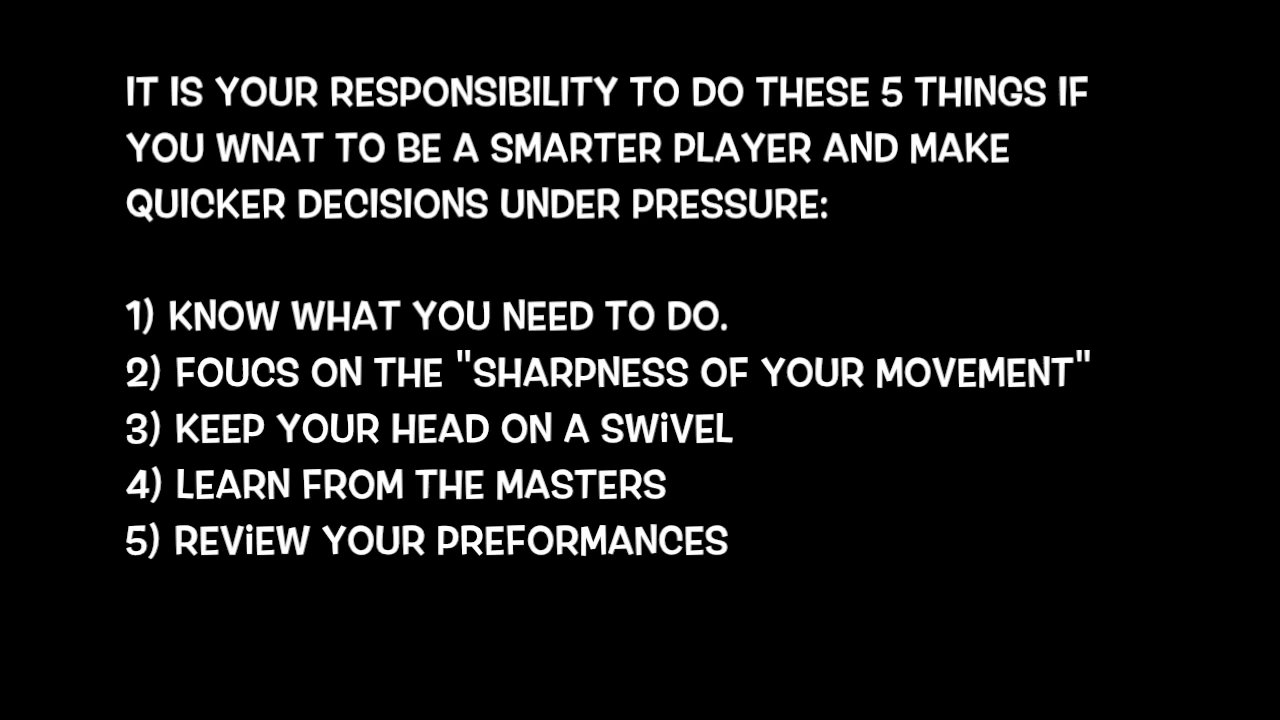 IT IS YOUR RESPONSIBILITY TO DO THESE 5 THINGS IF
YOU WNAT TO BE A SMARTER PLAYER AND MAKE
QUICKER DECISIONS UNDER PRESSURE:
1) KNOW WHAT YOU NEED TO DO.
2) FOUCS ON THE "SHARPNESS OF YOUR MOVEMENT"
3) KEEP YOUR HEAD ON A SWiVEL
4) LEARN FROM THE MASTERS
5) REViEW YOUR PREFORMANCES